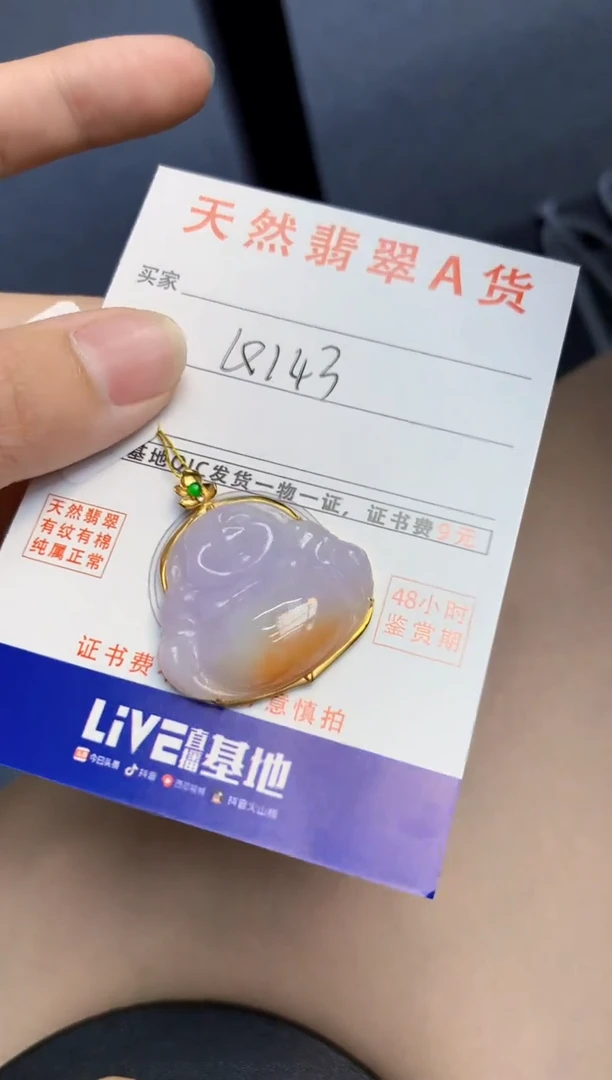 天然翡翠A货
买家
Q143
基地GIC发货一物一证，证书费9元
天然翡翠
有纹有棉
纯属正常
48小时
鉴赏期
证书费
意慎拍
LiVE直播基地
今日头条 抖音 西瓜视频 抖音火山版